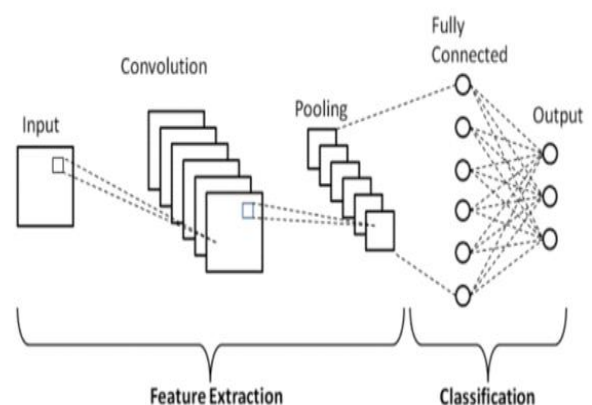 Input
Convolution
Pooling
Fully
Connected
Output
Feature Extraction
Classification